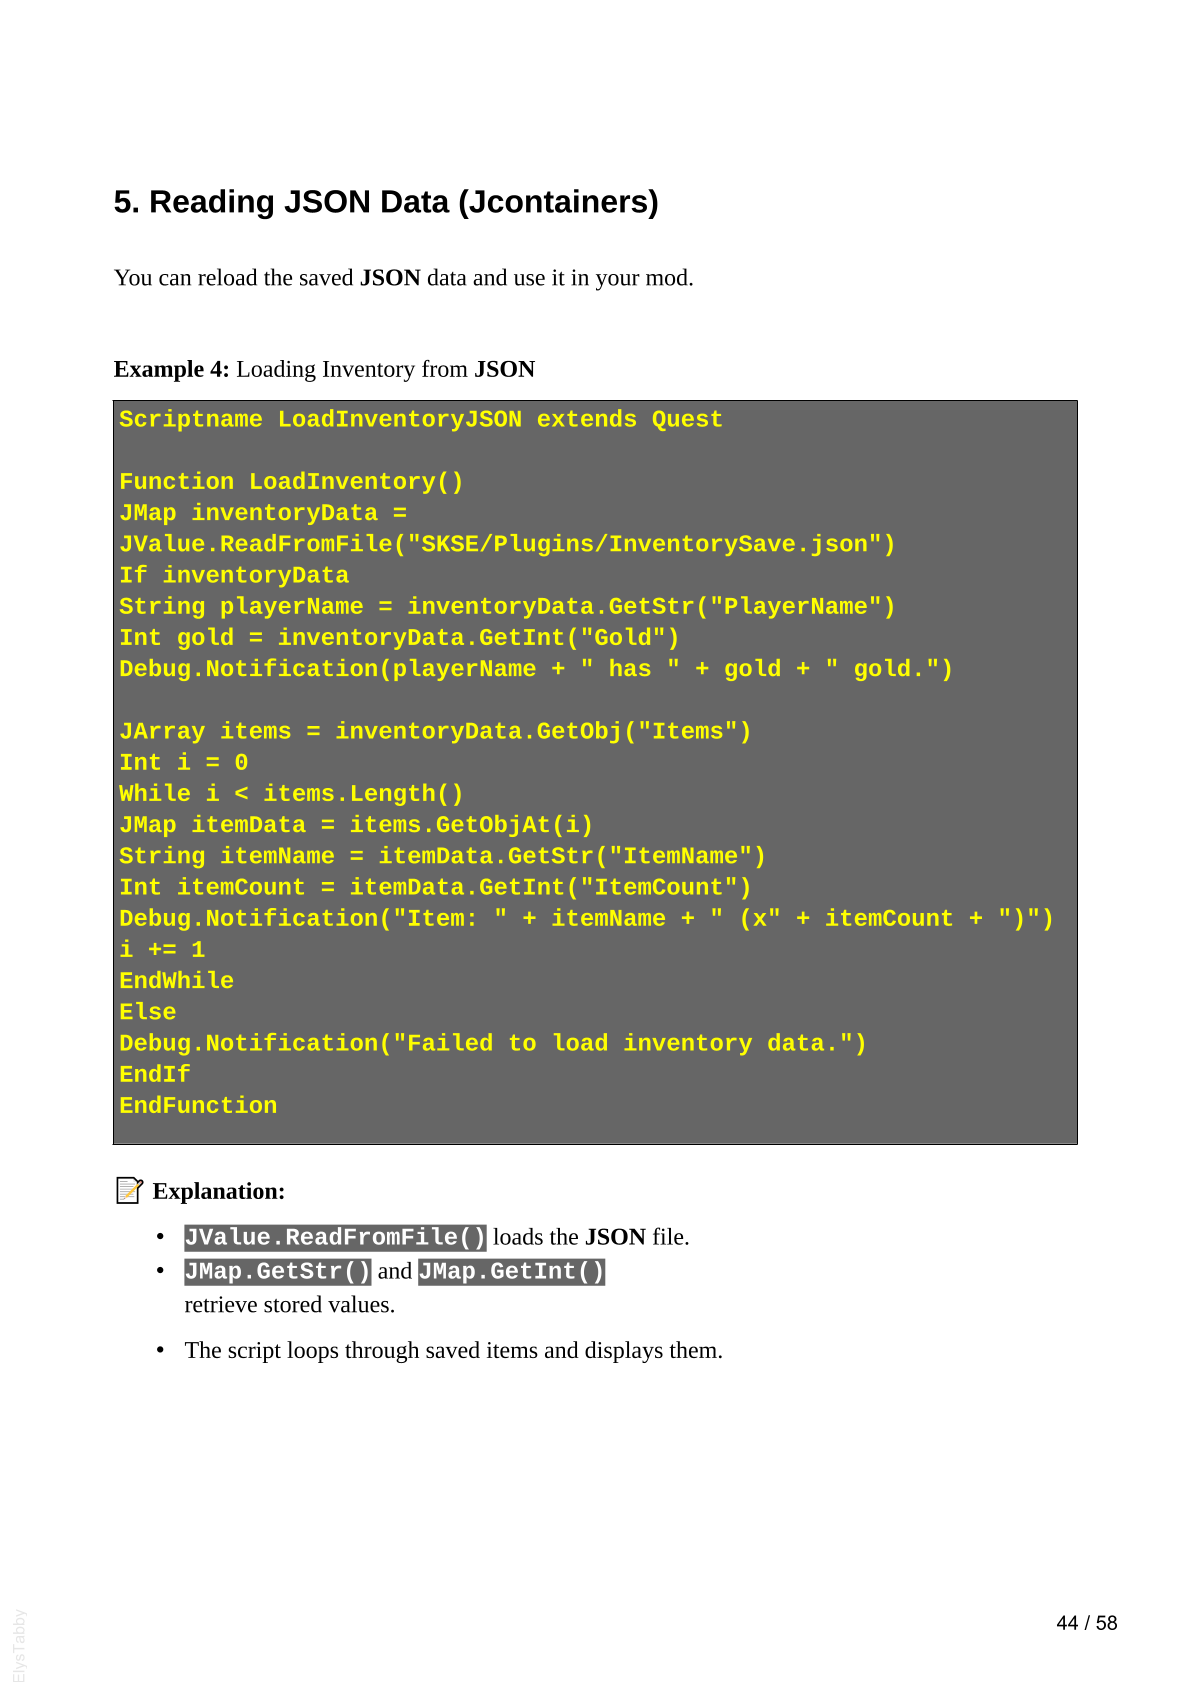 5. Reading JSON Data (Jcontainers)
You can reload the saved JSON data and use it in your mod.
Example 4: Loading Inventory from JSON
Scriptname LoadInventoryJSON extends Quest
Function LoadInventory()
JMap inventoryData =
JValue.ReadFromFile("SKSE/Plugins/InventorySave.json")
If inventoryData
String playerName = inventoryData.GetStr("PlayerName")
Int gold = inventoryData.GetInt("Gold")
Debug.Notification(playerName + " has " + gold + " gold.")
JArray items = inventoryData.GetObj("Items")
Int i = 0
While i < items.Length()
JMap itemData = items.GetObjAt(i)
String itemName = itemData.GetStr("ItemName")
Int itemCount = itemData.GetInt("ItemCount")
Debug.Notification("Item: " + itemName + " (x" + itemCount + ")")
i += 1
EndWhile
Else
Debug.Notification("Failed to load inventory data.")
EndIf
EndFunction
📝 Explanation:
• JValue.ReadFromFile() loads the JSON file.
• JMap.GetStr() and JMap.GetInt()
retrieve stored values.
• The script loops through saved items and displays them.
44 / 58
ElysTabby